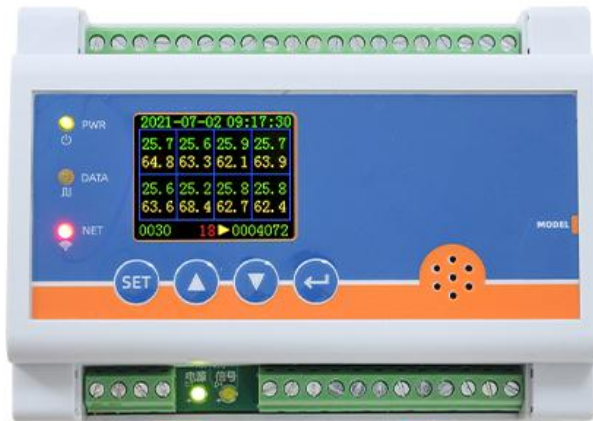 PWR
DATA
NET
2021-07-02 09:17:30
25.7 25.6 25.9 25.7
64.8 63.3 62.1 63.9
25.6 25.2 25.8 25.8
63.6 68.4 62.7 62.4
0030 18 0004072
MODEL
SET
电源 信号